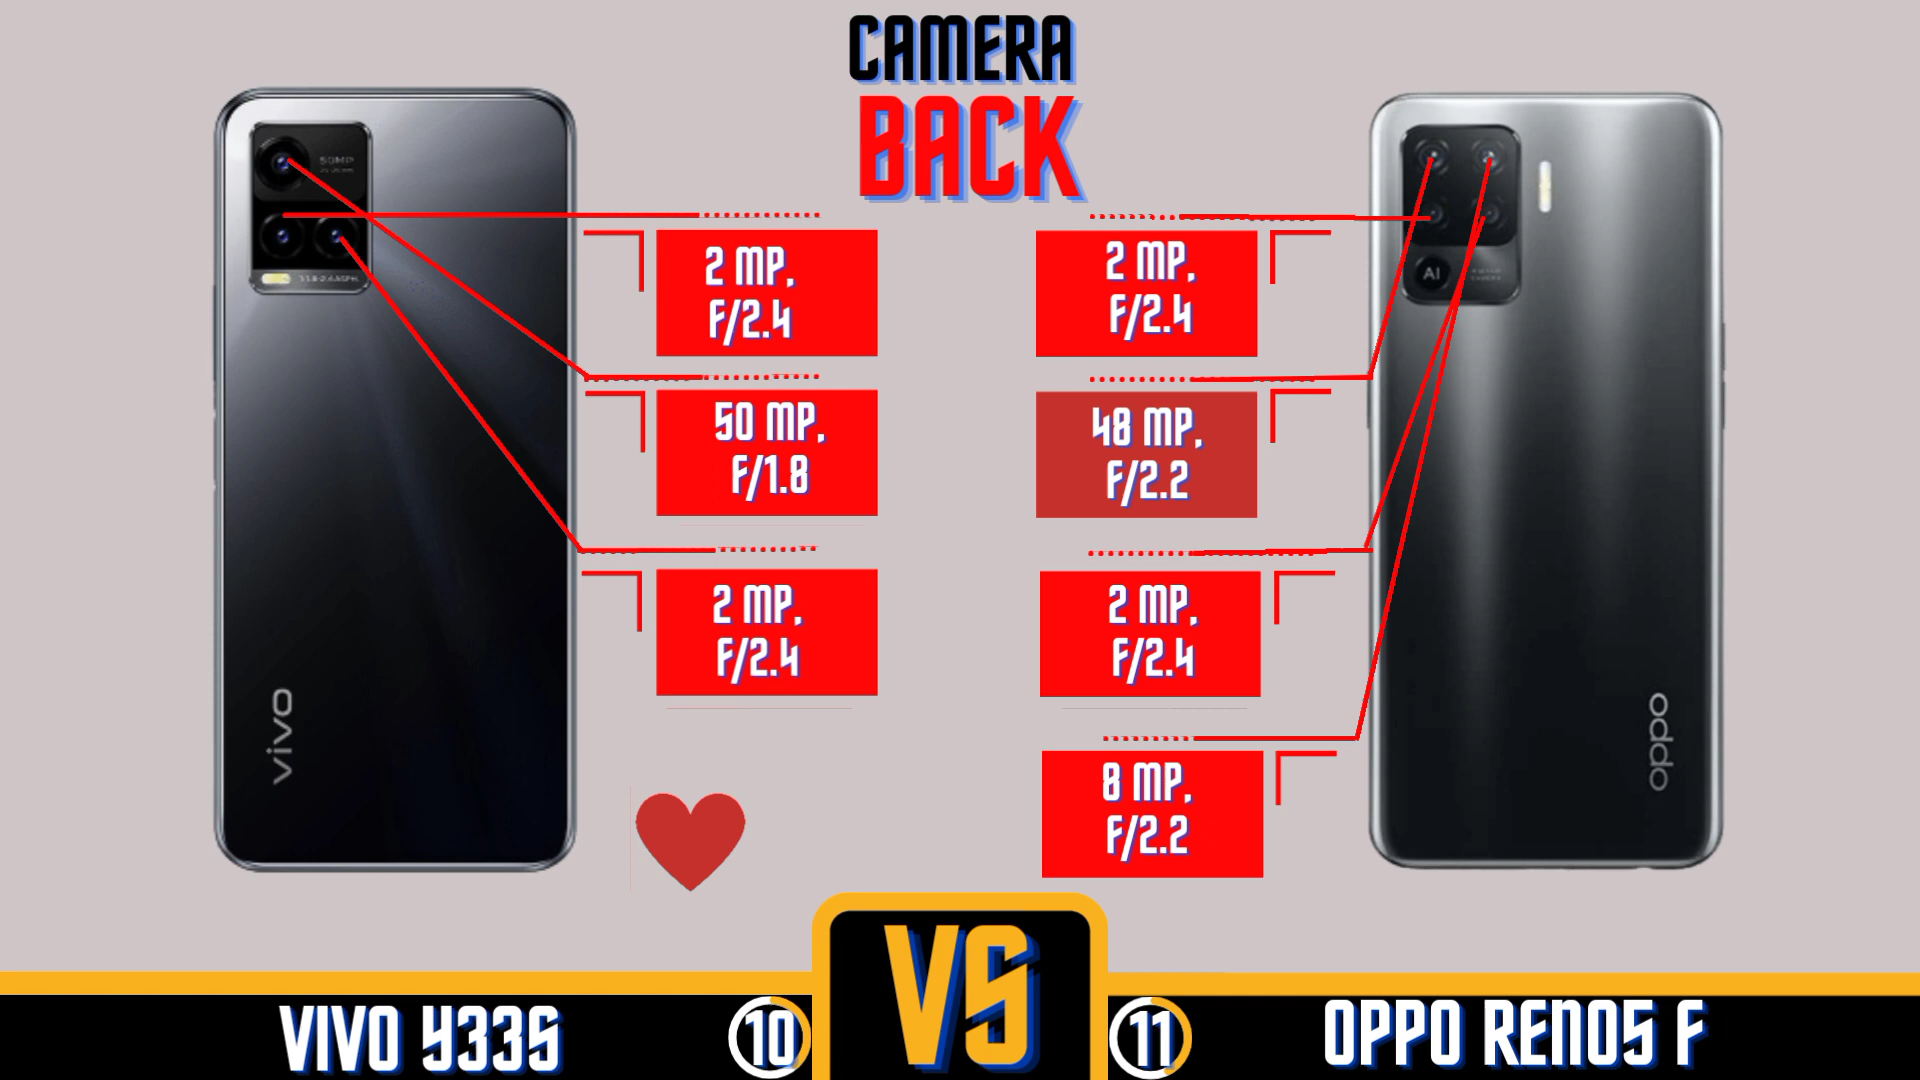 CAMERA
BACK
50MP
2 MP,
F/2.4
50 MP,
F/1.8
2 MP,
F/2.4
vivo
2 MP,
F/2.4
48 MP,
F/2.2
2 MP,
F/2.4
8 MP,
F/2.2
AI
oppo
VIVO Y33S
10
VS
11
OPPO RENO5 F